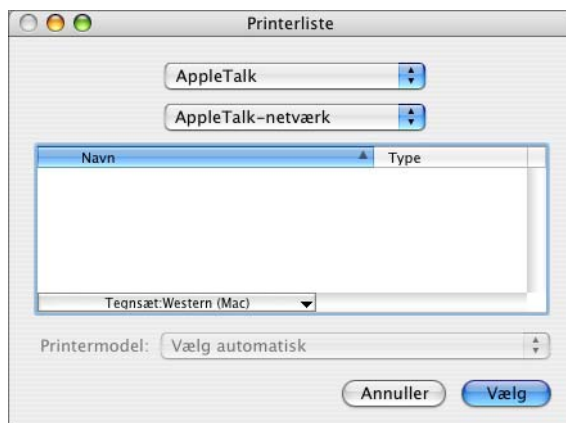 Printerliste
AppleTalk
AppleTalk-netværk
Navn Type
Tegnsæt:Western (Mac)
Printermodel: Vælg automatisk
Annuller Vælg